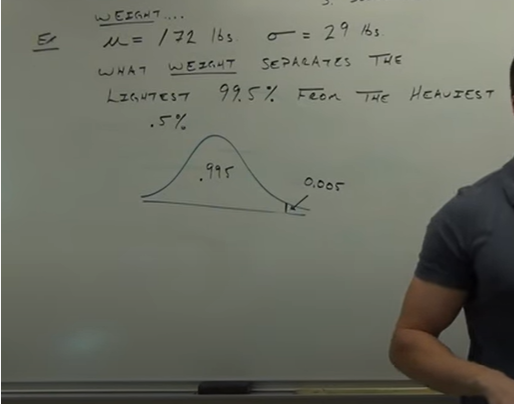 WEIGHT....
Ex μ = 172 lbs. σ = 29 lbs.
WHAT WEIGHT SEPARATES THE
LIGHTEST 99.5% FROM THE HEAVIEST
.5%
.995
0.005